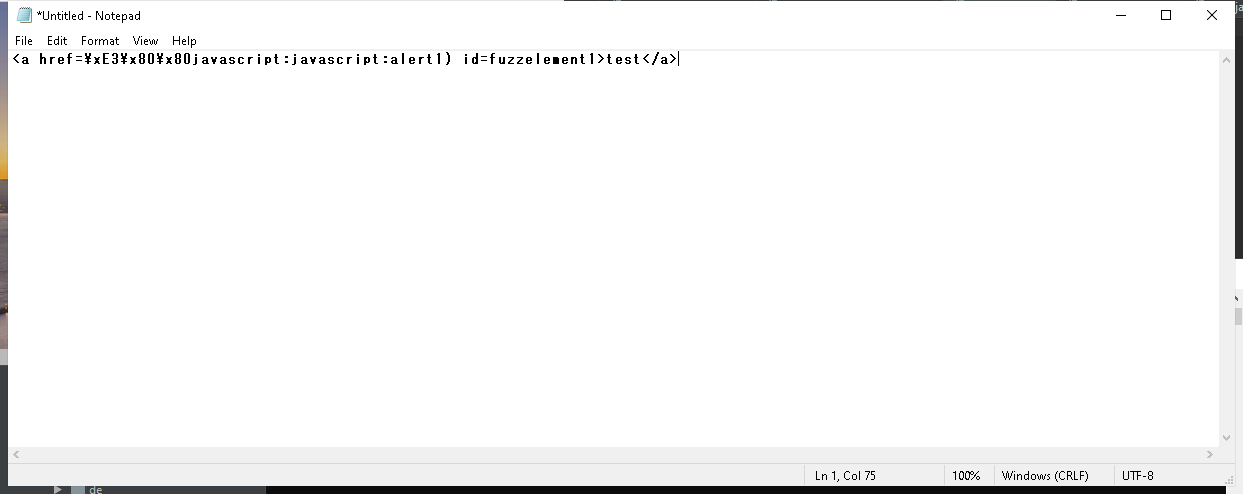 *Untitled - Notepad
File Edit Format View Help
<a href=¥xE3¥x80¥x80javascript:javascript:alert1) id=fuzzelement1>test</a>
Ln 1, Col 75 100% Windows (CRLF) UTF-8
de